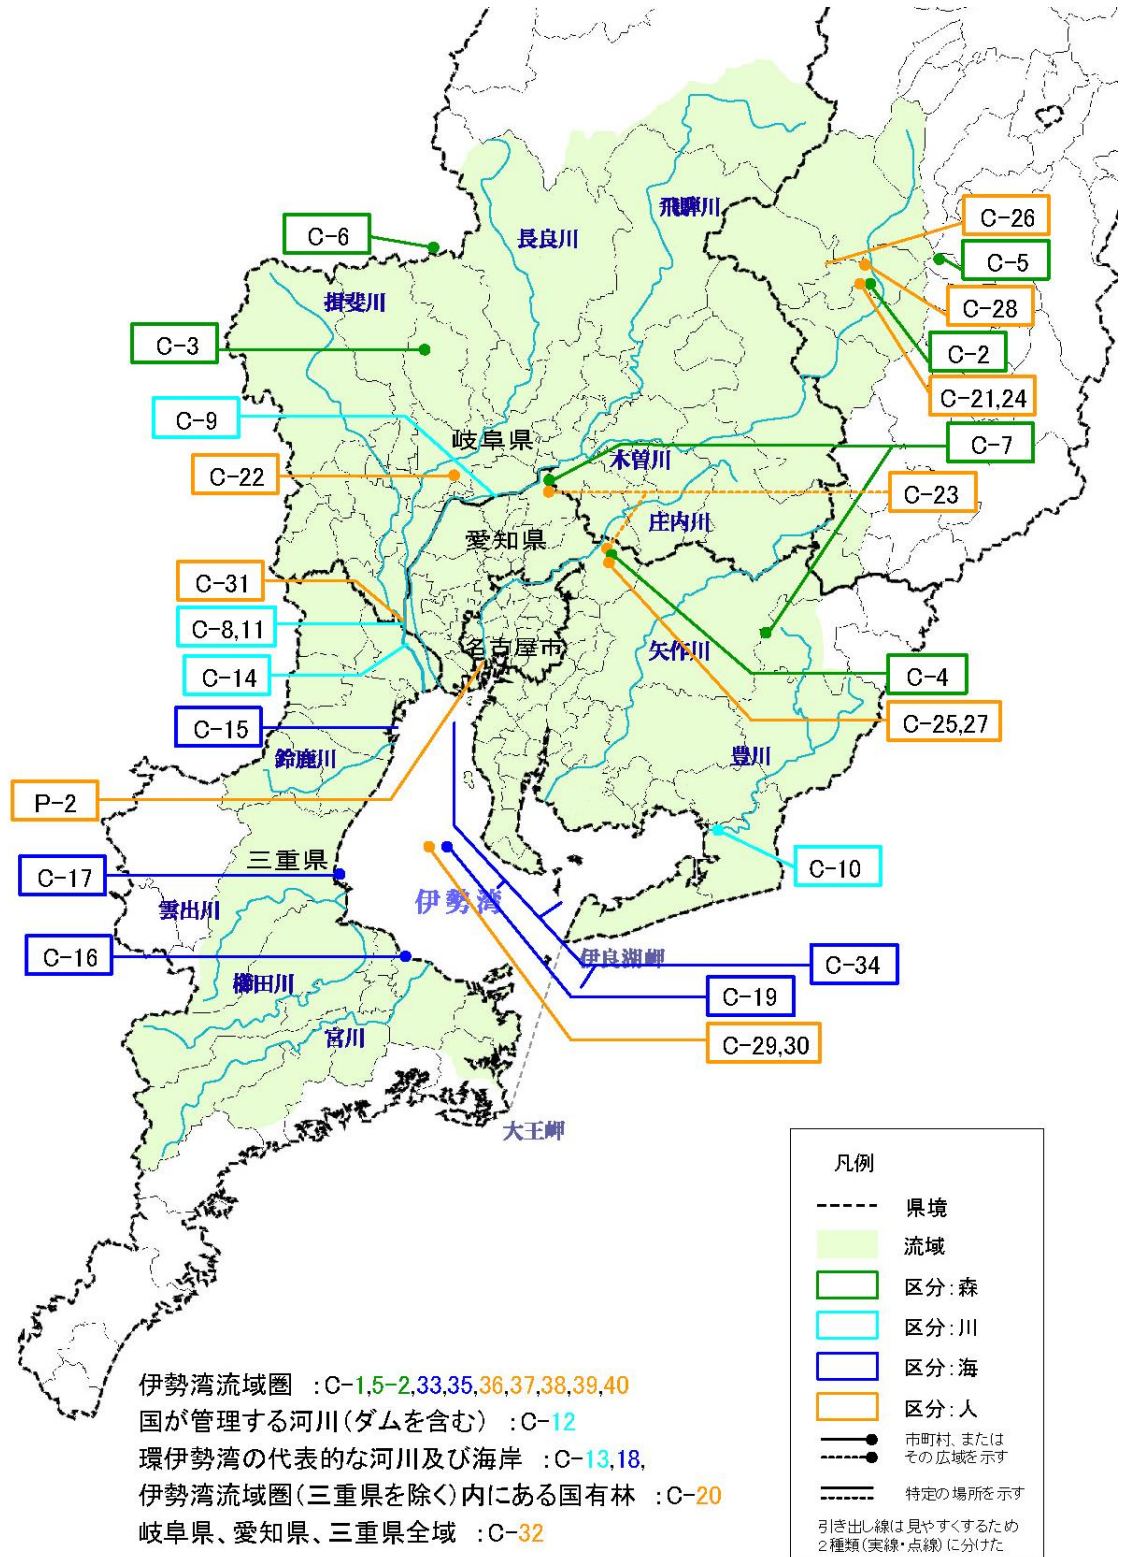 C-26
飛騨川
C-6
長良川
C-5
揖斐川
C-28
C-3
C-2
C-21,24
C-9
岐阜県
C-7
木曽川
C-22
C-23
庄内川
愛知県
C-31
C-8,11
名古屋市
矢作川
C-14
C-4
C-15
C-25,27
鈴鹿川
豊川
P-2
三重県
C-10
C-17
雲出川
伊勢湾
C-16
伊良湖岬
C-34
櫛田川
C-19
宮川
C-29,30
大王岬
凡例
県境
流域
区分：森
区分：川
区分：海
区分：人
市町村、または
その広域を示す
特定の場所を示す
引き出し線は見やすくするため
2種類(実線・点線)に分けた
伊勢湾流域圏 ：C-1,5-2,33,35,36,37,38,39,40
国が管理する河川(ダムを含む) ：C-12
環伊勢湾の代表的な河川及び海岸 ：C-13,18,
伊勢湾流域圏(三重県を除く)内にある国有林 ：C-20
岐阜県、愛知県、三重県全域 ：C-32